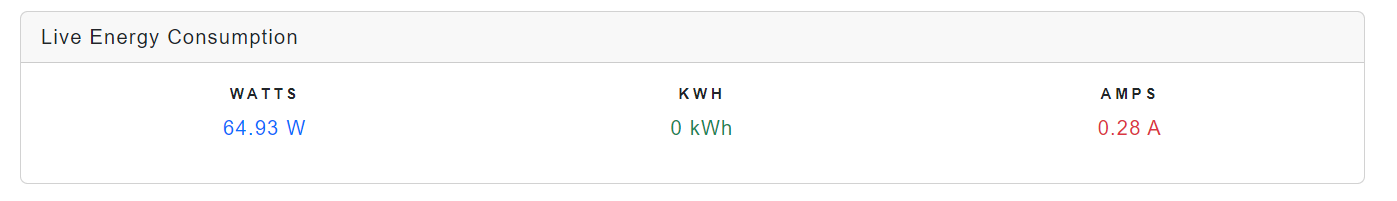 Live Energy Consumption
WATTS
64.93 W
KWH
0 kWh
AMPS
0.28 A